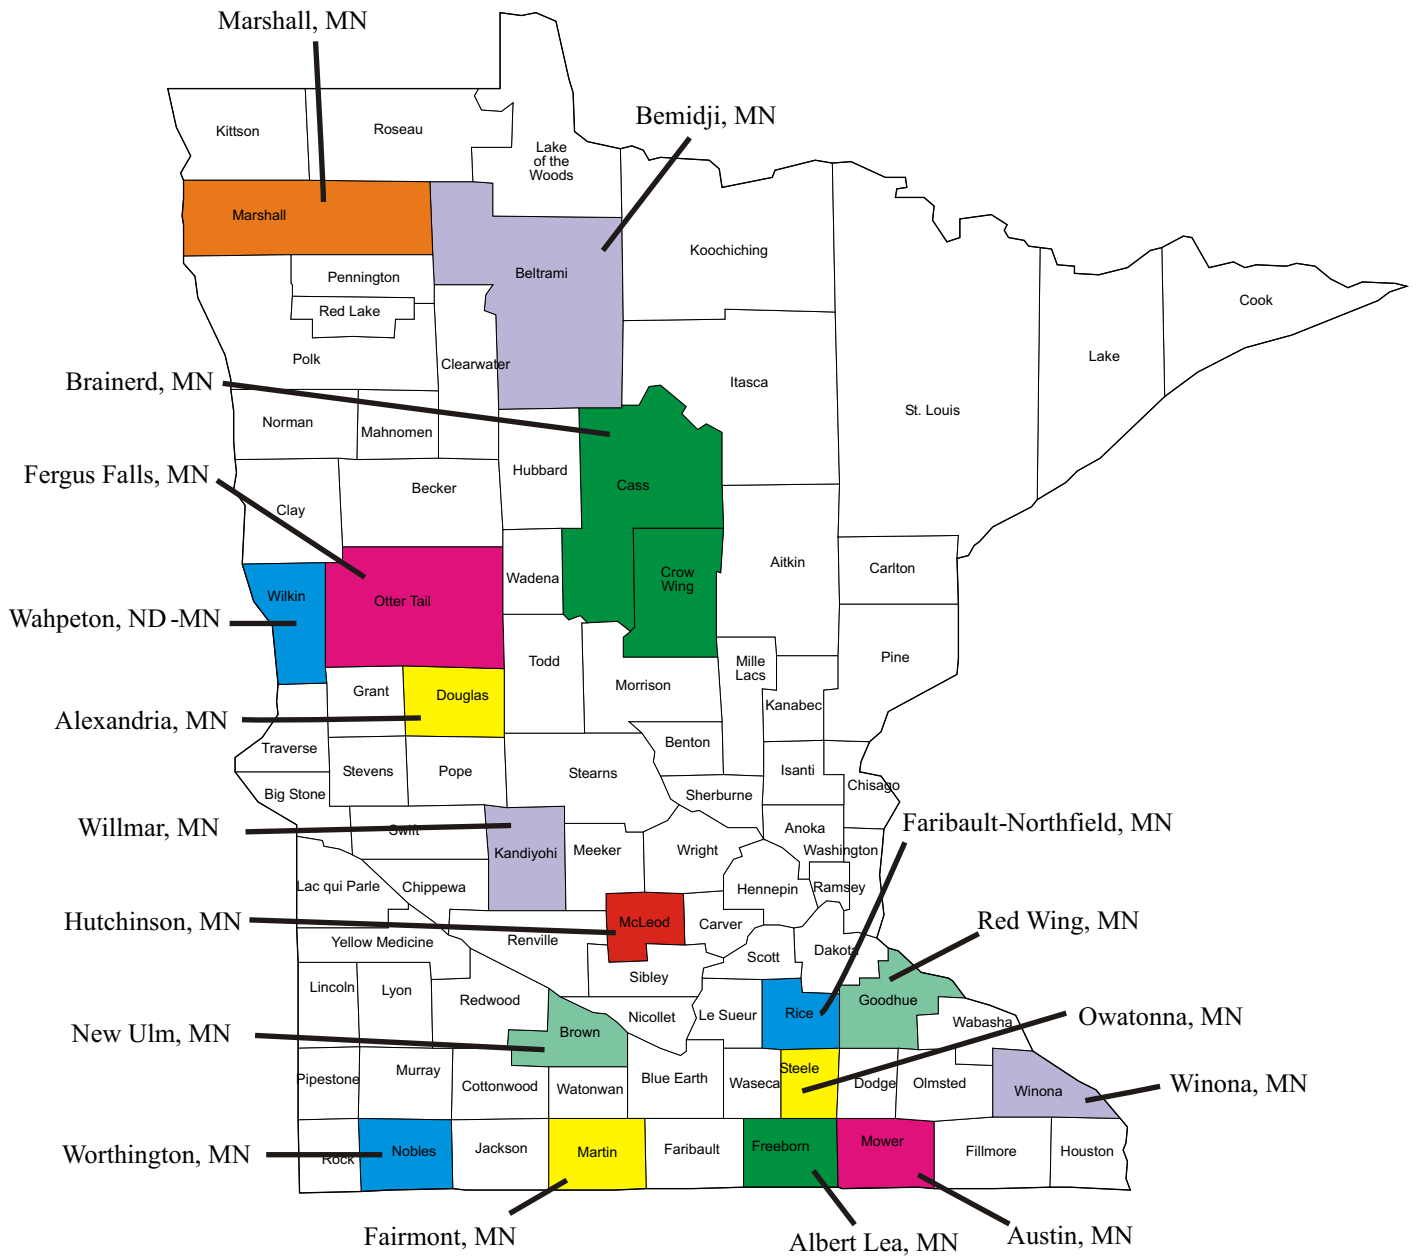 Marshall, MN
Bemidji, MN
Kittson
Roseau
Lake
of the
Woods
Marshall
Koochiching
Beltrami
Pennington
Red Lake
Cook
Polk
Clearwater
Lake
Brainerd, MN
Itasca
St. Louis
Norman
Mahnomen
Fergus Falls, MN
Hubbard
Becker
Cass
Clay
Aitkin
Carlton
Crow
Wing
Wadena
Wilkin
Otter Tail
Wahpeton, ND -MN
Pine
Todd
Mille
Lacs
Morrison
Grant
Douglas
Kanabec
Alexandria, MN
Traverse
Benton
Stevens
Pope
Stearns
Isanti
Chisago
Big Stone
Sherburne
Willmar, MN
Swift
Anoka
Faribault-Northfield, MN
Kandiyohi
Meeker
Wright
Washington
Lac qui Parle
Chippewa
Hennepin
Ramsey
Hutchinson, MN
McLeod
Carver
Red Wing, MN
Yellow Medicine
Renville
Scott
Dakota
Sibley
Lincoln
Lyon
Redwood
Goodhue
Nicollet
Le Sueur
Rice
Owatonna, MN
New Ulm, MN
Brown
Wabasha
Pipestone
Murray
Cottonwood
Watonwan
Blue Earth
Waseca
Steele
Dodge
Olmsted
Winona
Winona, MN
Worthington, MN
Rock
Nobles
Jackson
Martin
Faribault
Freeborn
Mower
Fillmore
Houston
Fairmont, MN
Albert Lea, MN
Austin, MN